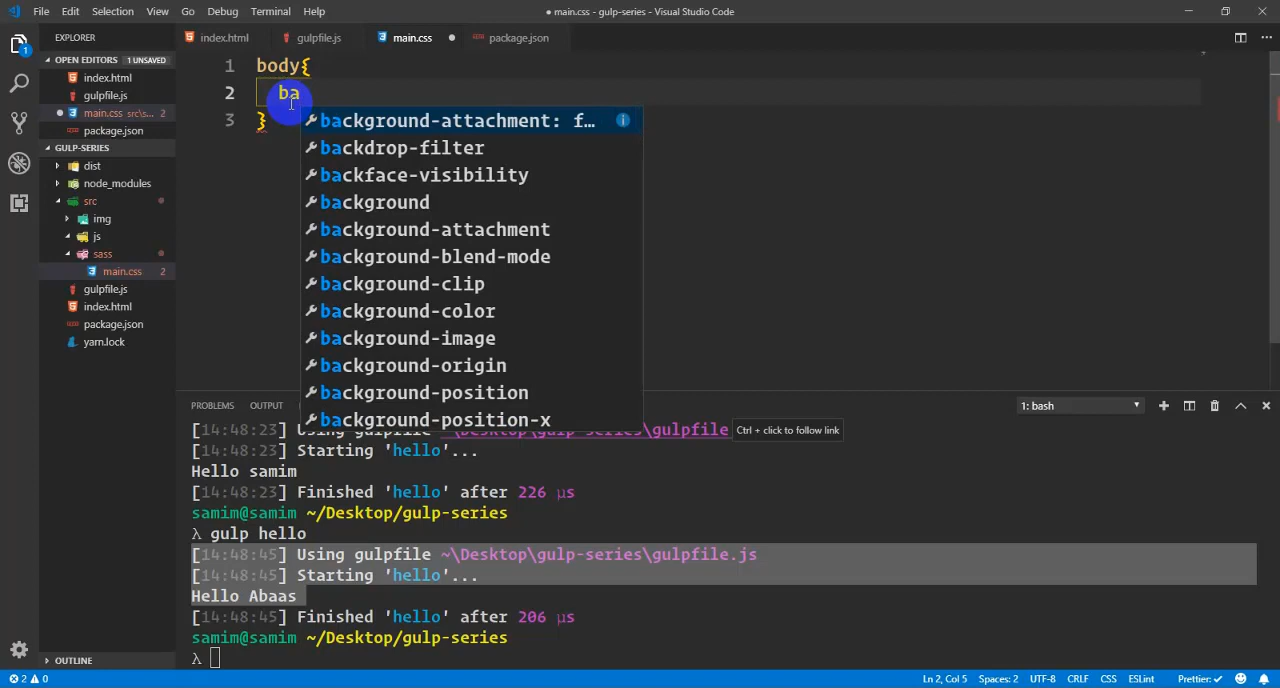 File Edit Selection View Go Debug Terminal Help
● main.css - gulp-series - Visual Studio Code
EXPLORER
index.html gulpfile.js main.css ● package.json
OPEN EDITORS 1 UNSAVED
index.html
gulpfile.js
main.css src\s... 2
package.json
GULP-SERIES
dist
node_modules
src
img
js
sass
main.css 2
gulpfile.js
index.html
package.json
yarn.lock
OUTLINE
1 body{
2 ba
3 }
background-attachment: f...
backdrop-filter
backface-visibility
background
background-attachment
background-blend-mode
background-clip
background-color
background-image
background-origin
background-position
background-position-x
PROBLEMS OUTPUT
1: bash
[14:48:23] Using gulpfile ~\Desktop\gulp-series\gulpfile
Ctrl + click to follow link
[14:48:23] Starting 'hello'...
Hello samim
[14:48:23] Finished 'hello' after 226 μs
samim@samim ~/Desktop/gulp-series
λ gulp hello
[14:48:45] Using gulpfile ~\Desktop\gulp-series\gulpfile.js
[14:48:45] Starting 'hello'...
Hello Abaas
[14:48:45] Finished 'hello' after 206 μs
samim@samim ~/Desktop/gulp-series
λ
2 0
Ln 2, Col 5 Spaces: 2 UTF-8 CRLF CSS ESLint Prettier: ✓
1